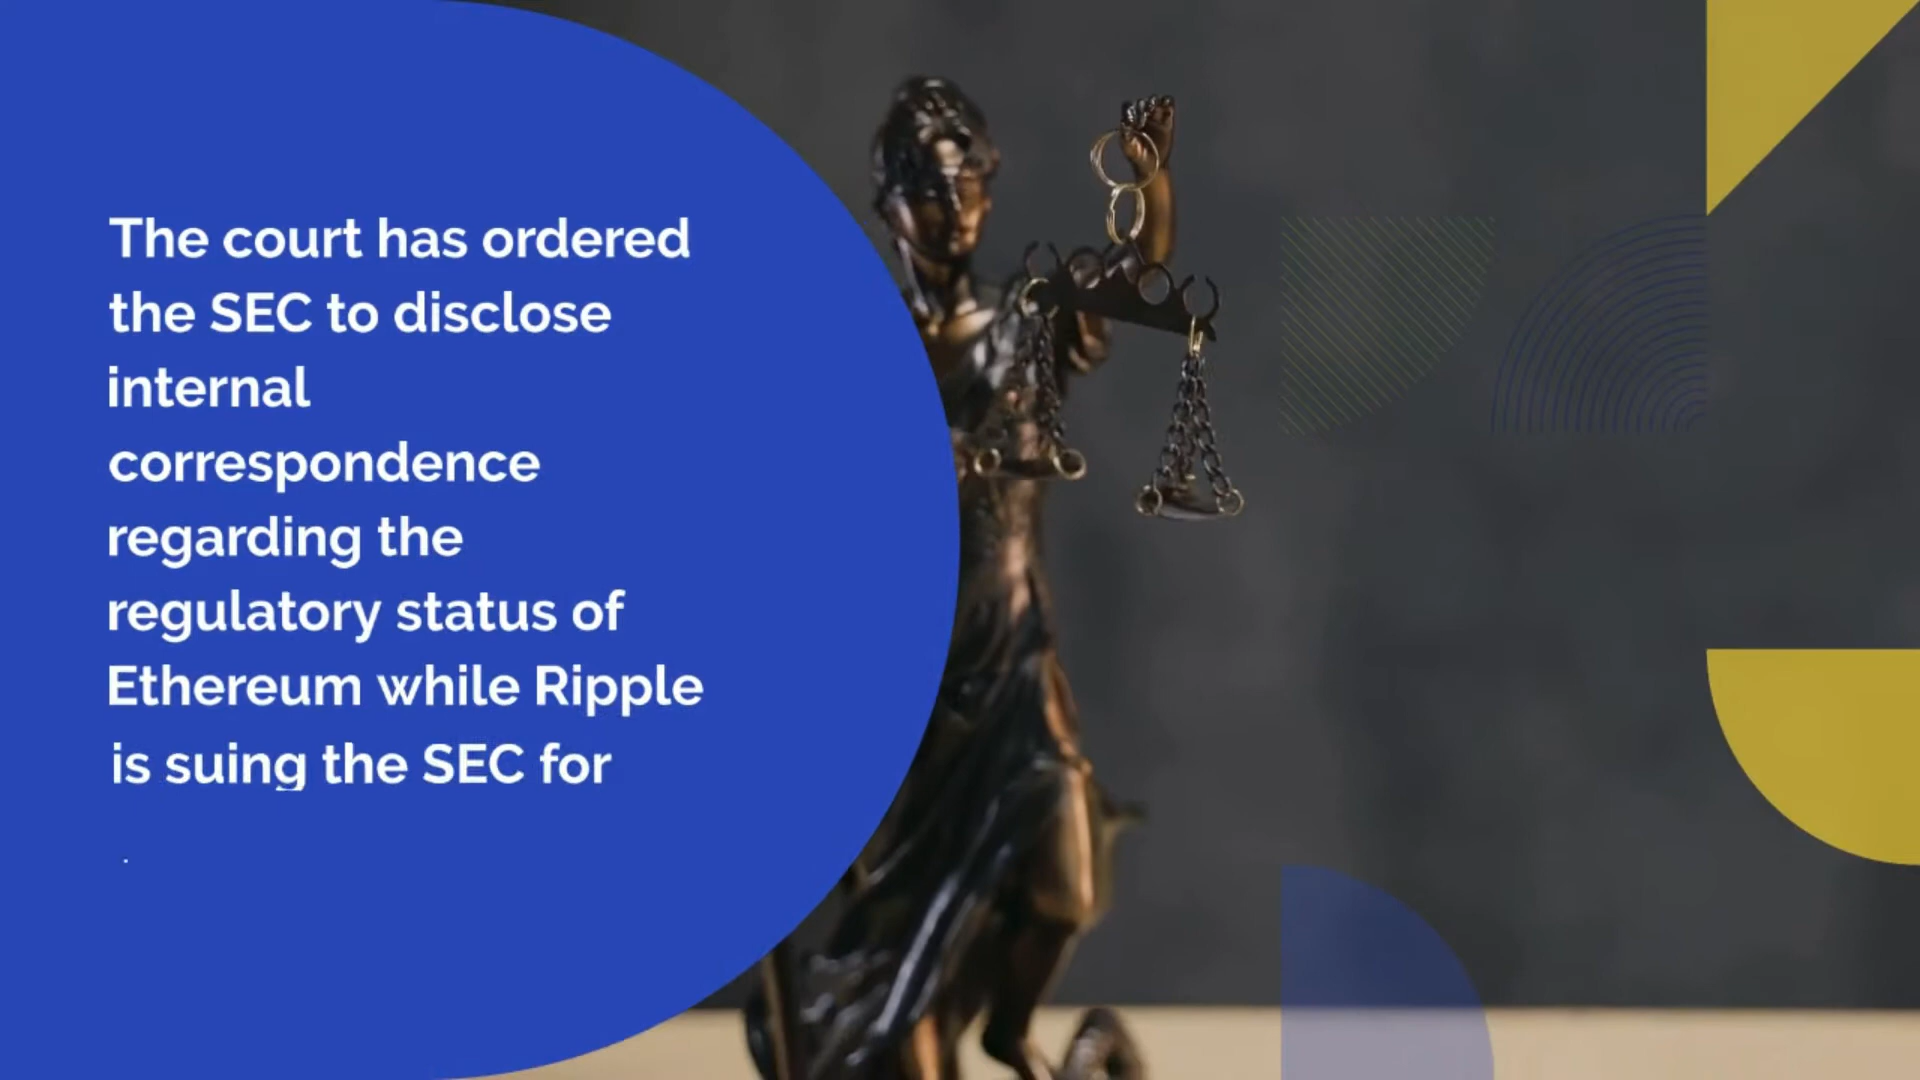 The court has ordered
the SEC to disclose
internal
correspondence
regarding the
regulatory status of
Ethereum while Ripple
is suing the SEC for